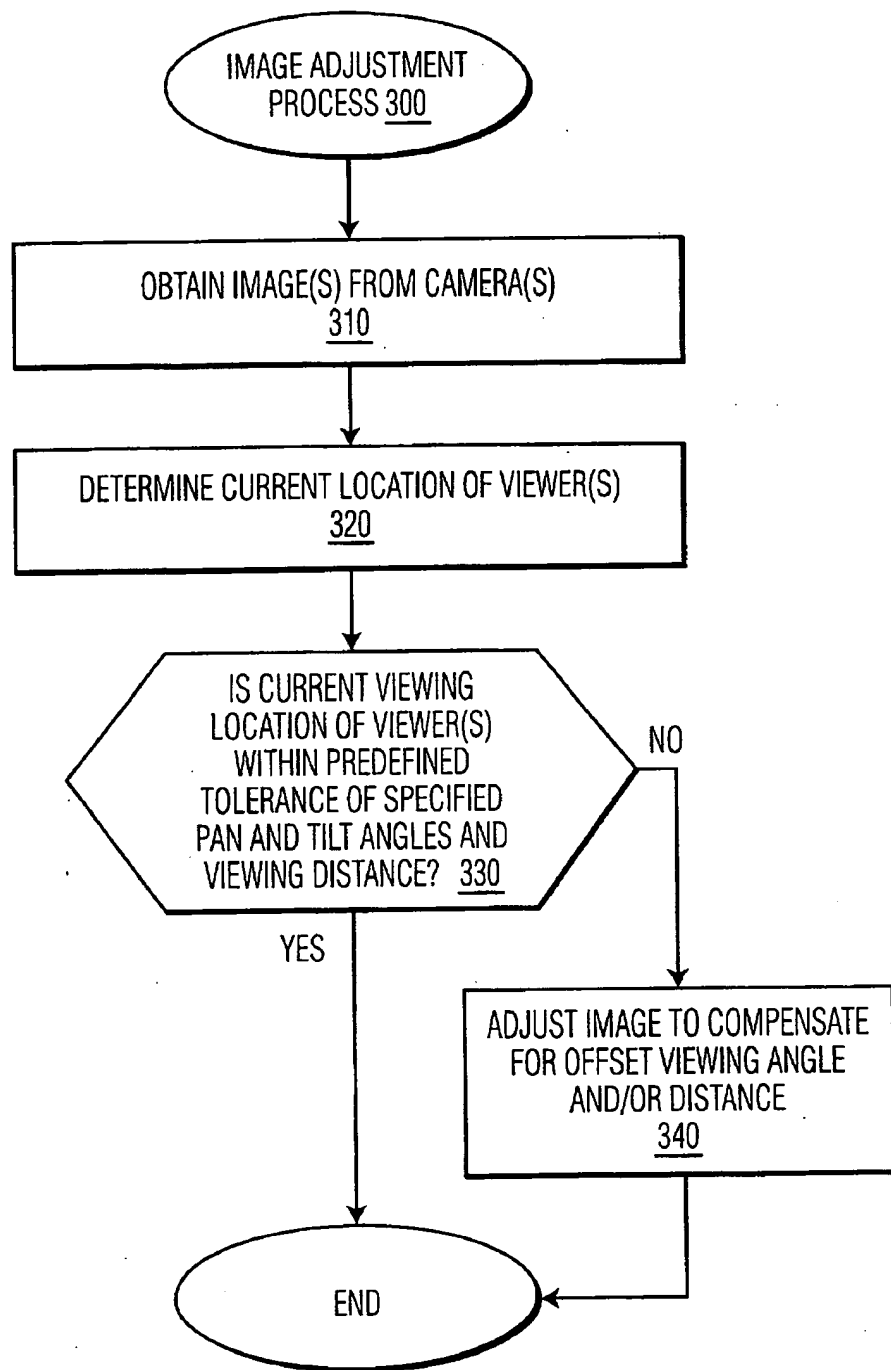 IMAGE ADJUSTMENT
PROCESS 300
OBTAIN IMAGE(S) FROM CAMERA(S)
310
DETERMINE CURRENT LOCATION OF VIEWER(S)
320
IS CURRENT VIEWING
LOCATION OF VIEWER(S)
WITHIN PREDEFINED
TOLERANCE OF SPECIFIED
PAN AND TILT ANGLES AND
VIEWING DISTANCE? 330
NO
YES
ADJUST IMAGE TO COMPENSATE
FOR OFFSET VIEWING ANGLE
AND/OR DISTANCE
340
END